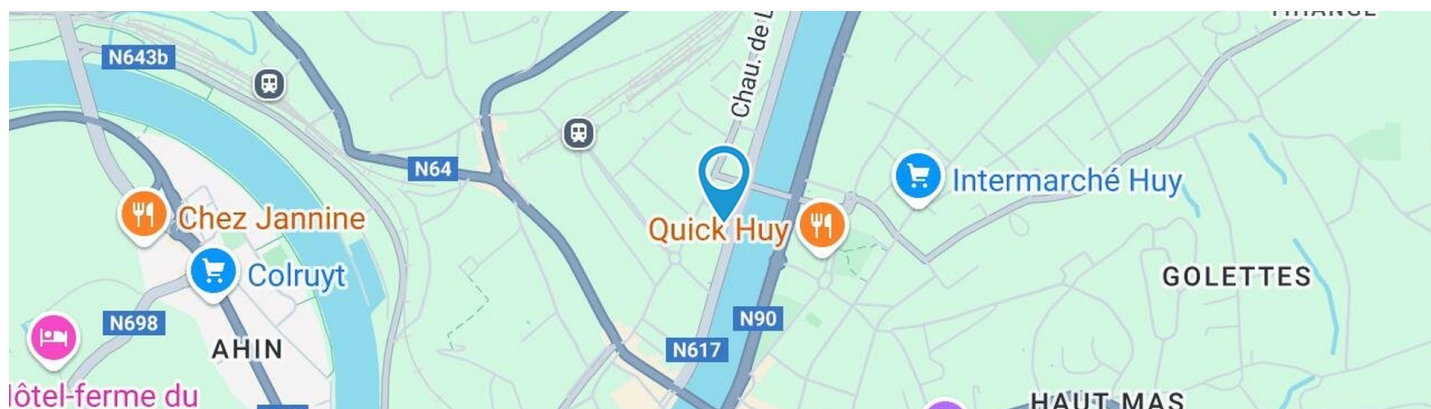 N643b
Chau. de L
N64
Intermarché Huy
Chez Jannine
Quick Huy
Colruyt
GOLETTES
N698
N90
AHIN
N617
lôtel-ferme du
HAUT MAS